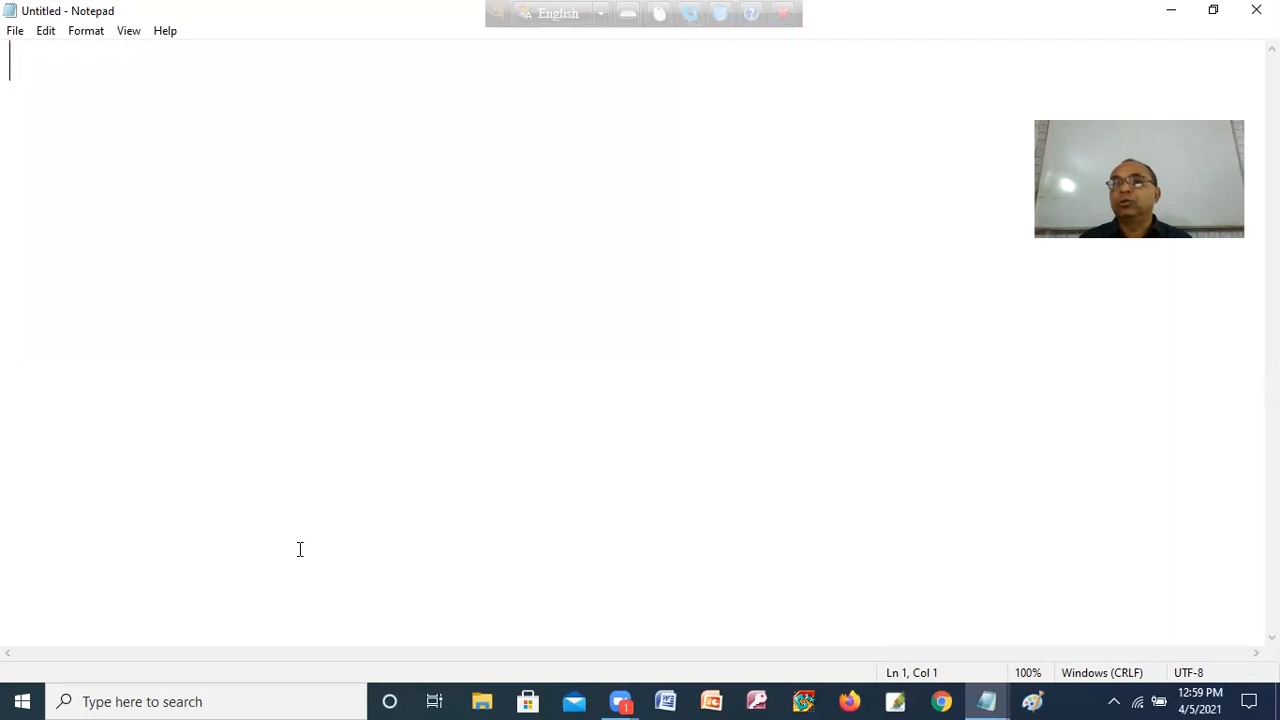 Untitled - Notepad
English
File Edit Format View Help
Ln 1, Col 1 100% Windows (CRLF) UTF-8
Type here to search
1
12:59 PM
4/5/2021